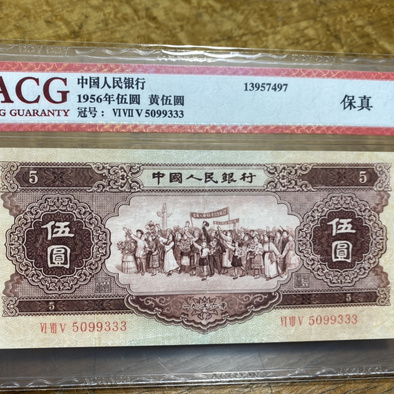 ACG
NG GUARANTY
中国人民银行
1956年伍圆 黄伍圆
冠号： VI VII V 5099333
13957497
保真
5 中國人民銀行 5
伍圓 伍圓
5 5
VI VII V 5099333 VI VII V 5099333